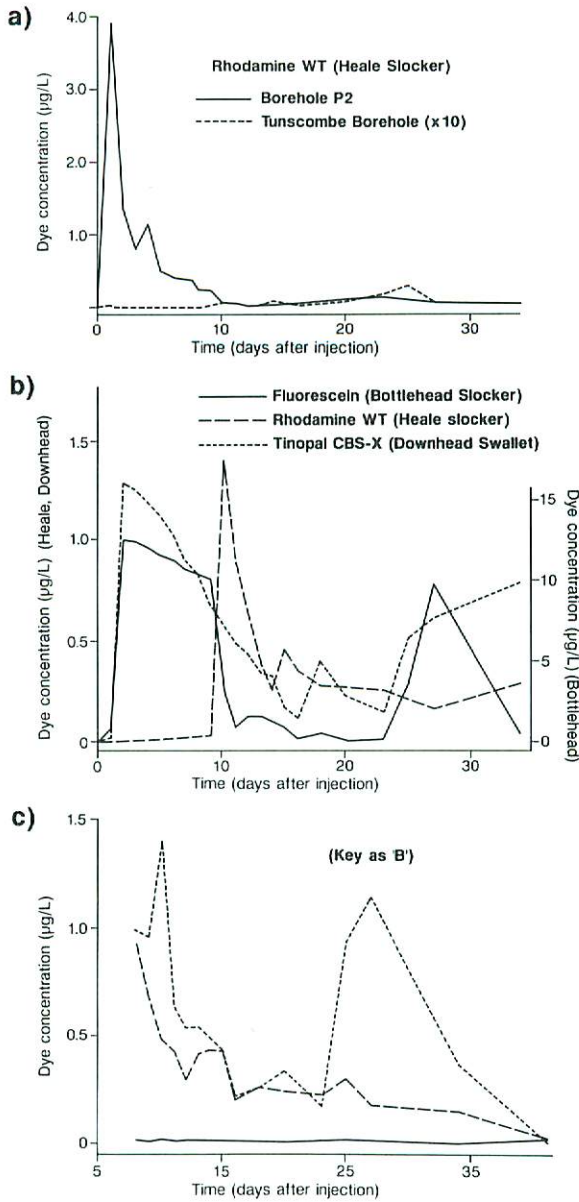 a)
Rhodamine WT (Heale Slocker)
Borehole P2
Tunscombe Borehole (x10)
Dye concentration (µg/L)
4.0
3.0
2.0
1.0
0
10
20
30
Time (days after injection)
b)
Fluorescein (Bottlehead Slocker)
Rhodamine WT (Heale slocker)
Tinopal CBS-X (Downhead Swallet)
Dye concentration (µg/L) (Heale, Downhead)
1.5
1.0
0.5
0
Dye concentration (µg/L) (Bottlehead)
15
10
5
0
0
10
20
30
Time (days after injection)
c)
(Key as 'B')
Dye concentration (µg/L)
1.5
1.0
0.5
0
5
15
25
35
Time (days after injection)